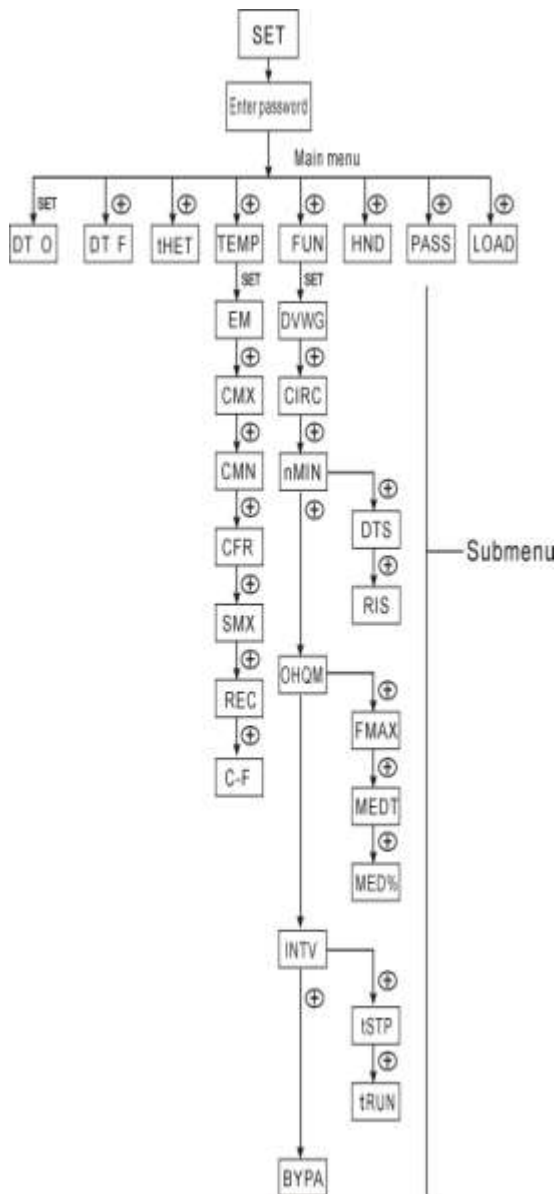 SET
Enter password
Main menu
SET
DT O
DT F
tHET
TEMP
FUN
HND
PASS
LOAD
SET
SET
EM
DVWG
CMX
CIRC
CMN
nMIN
CFR
DTS
Submenu
SMX
RIS
REC
OHQM
C-F
FMAX
MEDT
MED%
INTV
tSTP
tRUN
BYPA